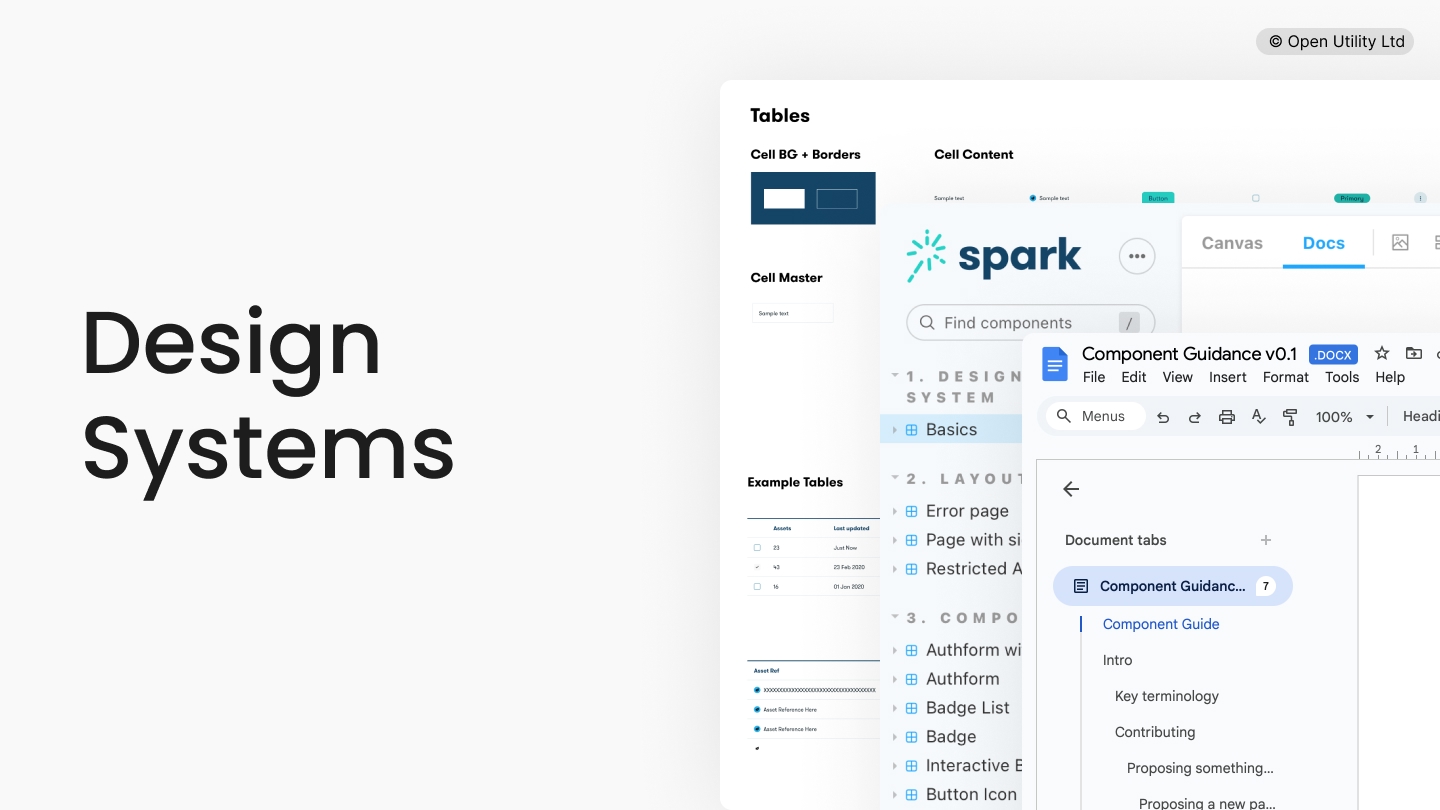 © Open Utility Ltd
Design
Systems
Tables
Cell BG + Borders
Cell Content
Sample text
Sample text
Button
Primary
Cell Master
Sample text
Example Tables
Assets Last updated
23 Just Now
43 23 Feb 2020
16 01 Jan 2020
Asset Ref
XXXXXXXXXXXXXXXXXXXXXXXXXXXXXXXXXXX
Asset Reference Here
Asset Reference Here
spark
Canvas Docs
Find components /
1. DESIGN
SYSTEM
Basics
2. LAYOUT
Error page
Page with si
Restricted A
3. COMPO
Authform wi
Authform
Badge List
Badge
Interactive B
Button Icon
Component Guidance v0.1 .DOCX
File Edit View Insert Format Tools Help
Menus 100% Headi
2 1
Document tabs
Component Guidanc... 7
Component Guide
Intro
Key terminology
Contributing
Proposing something...
Proposing a new pa...